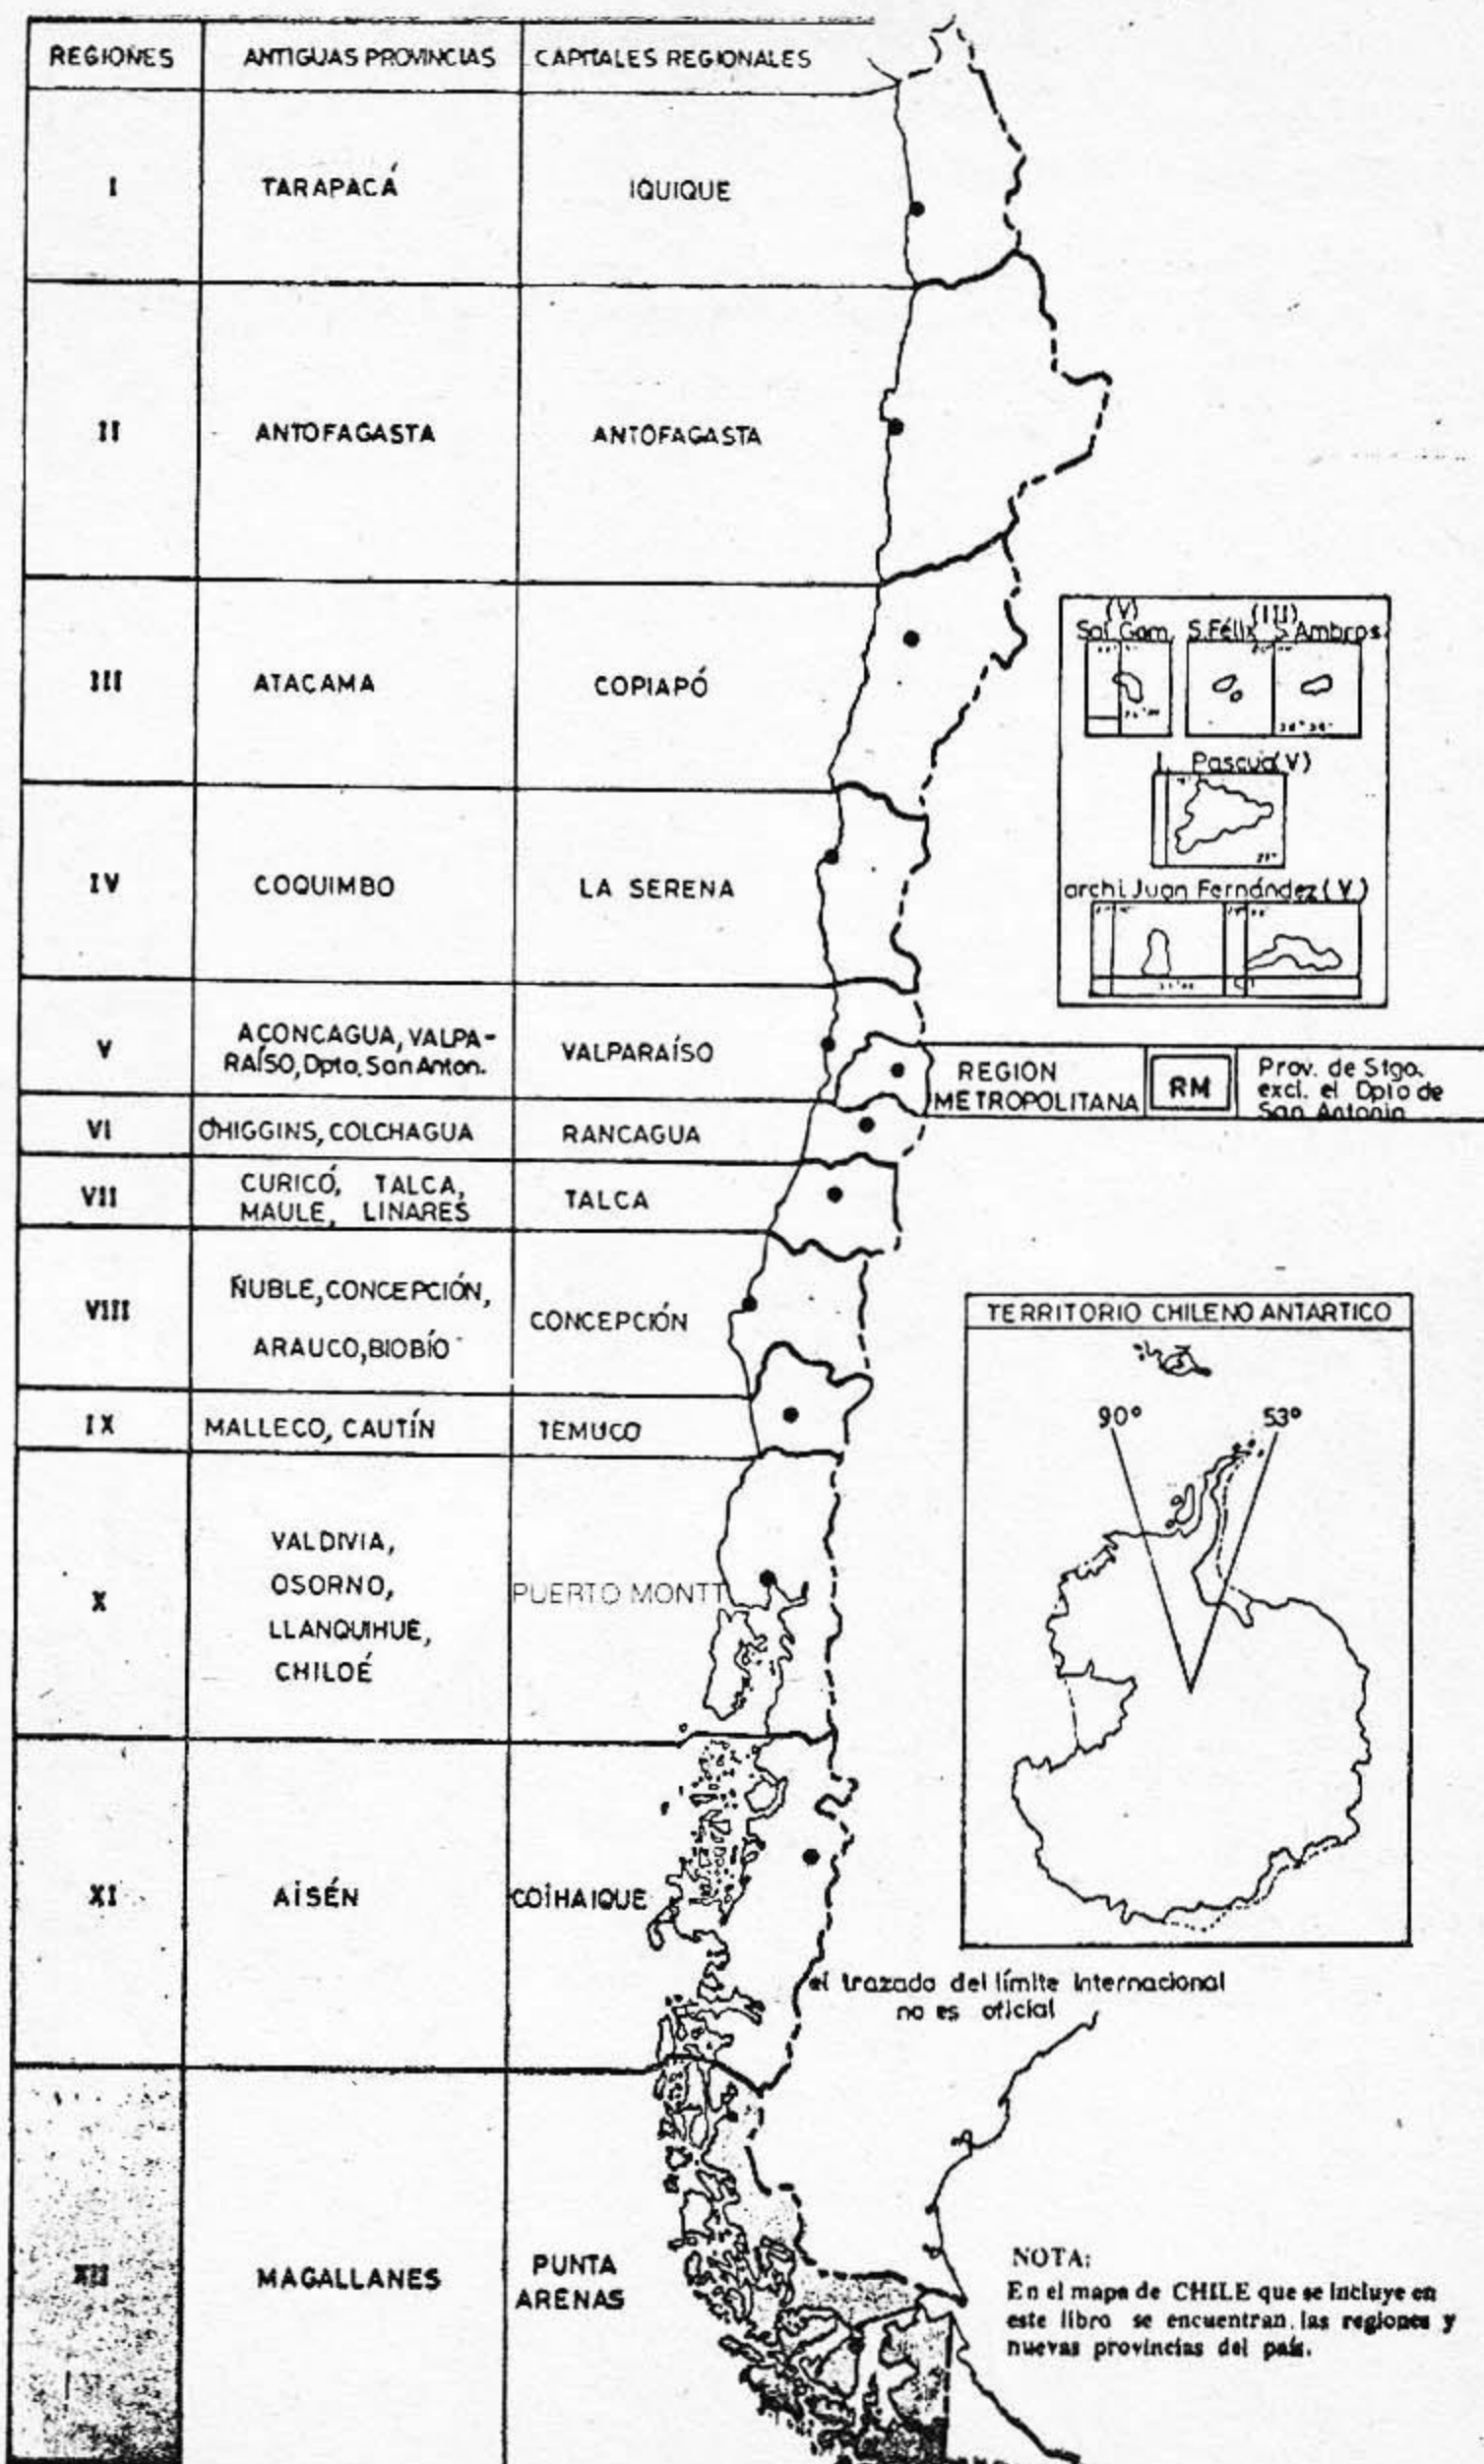 REGIONES ANTIGUAS PROVINCIAS CAPITALES REGIONALES
I TARAPACÁ IQUIQUE
II ANTOFAGASTA ANTOFAGASTA
III ATACAMA COPIAPÓ
IV COQUIMBO LA SERENA
V ACONCAGUA, VALPA-
RAÍSO, Dpto. San Anton. VALPARAÍSO
VI O'HIGGINS, COLCHAGUA RANCAGUA
VII CURICÓ, TALCA,
MAULE, LINARES TALCA
VIII ÑUBLE, CONCEPCIÓN,
ARAUCO, BIOBÍO CONCEPCIÓN
IX MALLECO, CAUTÍN TEMUCO
X VALDIVIA,
OSORNO,
LLANQUIHUE,
CHILOÉ
PUERTO MONTT
XI AISÉN COIHAIQUE
XII MAGALLANES PUNTA
ARENAS
(V) (III)
Sal. Gom. S. Félix S. Ambros.
I. Pascua (V)
archi. Juan Fernández (V)
REGION
METROPOLITANA
RM
Prov. de Stgo.
excl. el Dpto de
San Antonio
TERRITORIO CHILENO ANTARTICO
90° 53°
el trazado del límite internacional
no es oficial
NOTA:
En el mapa de CHILE que se incluye en
este libro se encuentran las regiones y
nuevas provincias del país.